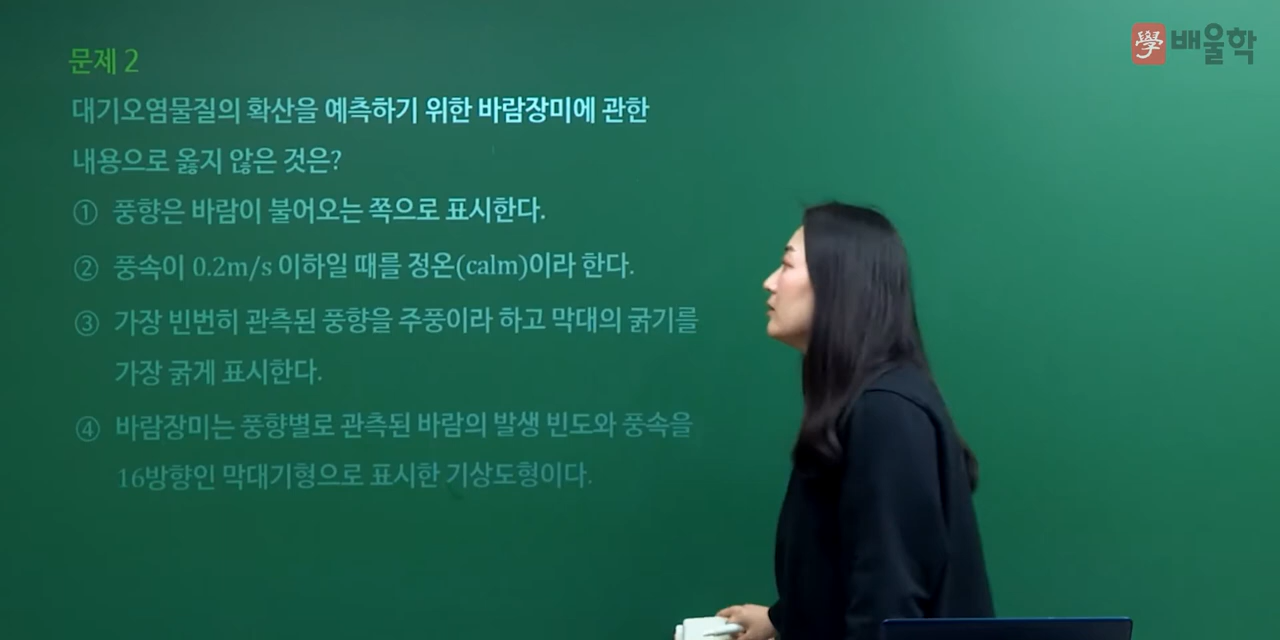 學배울학
문제 2
대기오염물질의 확산을 예측하기 위한 바람장미에 관한
내용으로 옳지 않은 것은?
① 풍향은 바람이 불어오는 쪽으로 표시한다.
② 풍속이 0.2m/s 이하일 때를 정온(calm)이라 한다.
③ 가장 빈번히 관측된 풍향을 주풍이라 하고 막대의 굵기를
가장 굵게 표시한다.
④ 바람장미는 풍향별로 관측된 바람의 발생 빈도와 풍속을
16방향인 막대기형으로 표시한 기상도형이다.